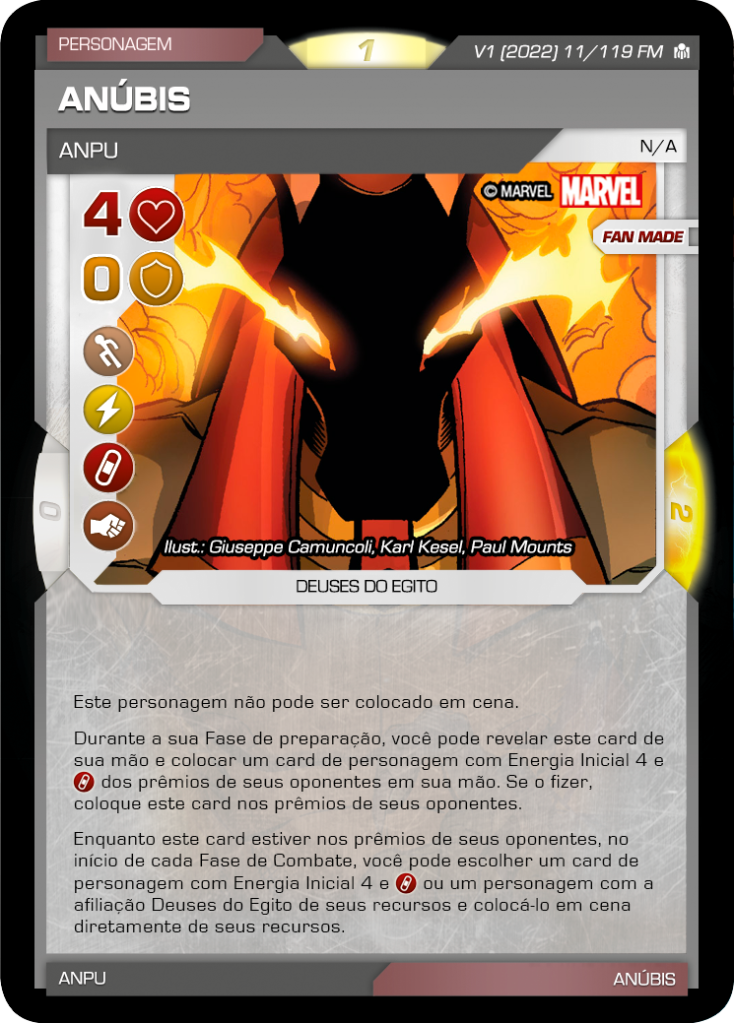 PERSONAGEM
1
V1 (2022) 11/119 FM
ANÚBIS
ANPU
N/A
© MARVEL MARVEL
4
FAN MADE
0
0
2
Ilust.: Giuseppe Camuncoli, Karl Kesel, Paul Mounts
DEUSES DO EGITO
Este personagem não pode ser colocado em cena.
Durante a sua Fase de preparação, você pode revelar este card de
sua mão e colocar um card de personagem com Energia Inicial 4 e
dos prêmios de seus oponentes em sua mão. Se o fizer,
coloque este card nos prêmios de seus oponentes.
Enquanto este card estiver nos prêmios de seus oponentes, no
início de cada Fase de Combate, você pode escolher um card de
personagem com Energia Inicial 4 e ou um personagem com a
afiliação Deuses do Egito de seus recursos e colocá-lo em cena
diretamente de seus recursos.
ANPU
ANÚBIS